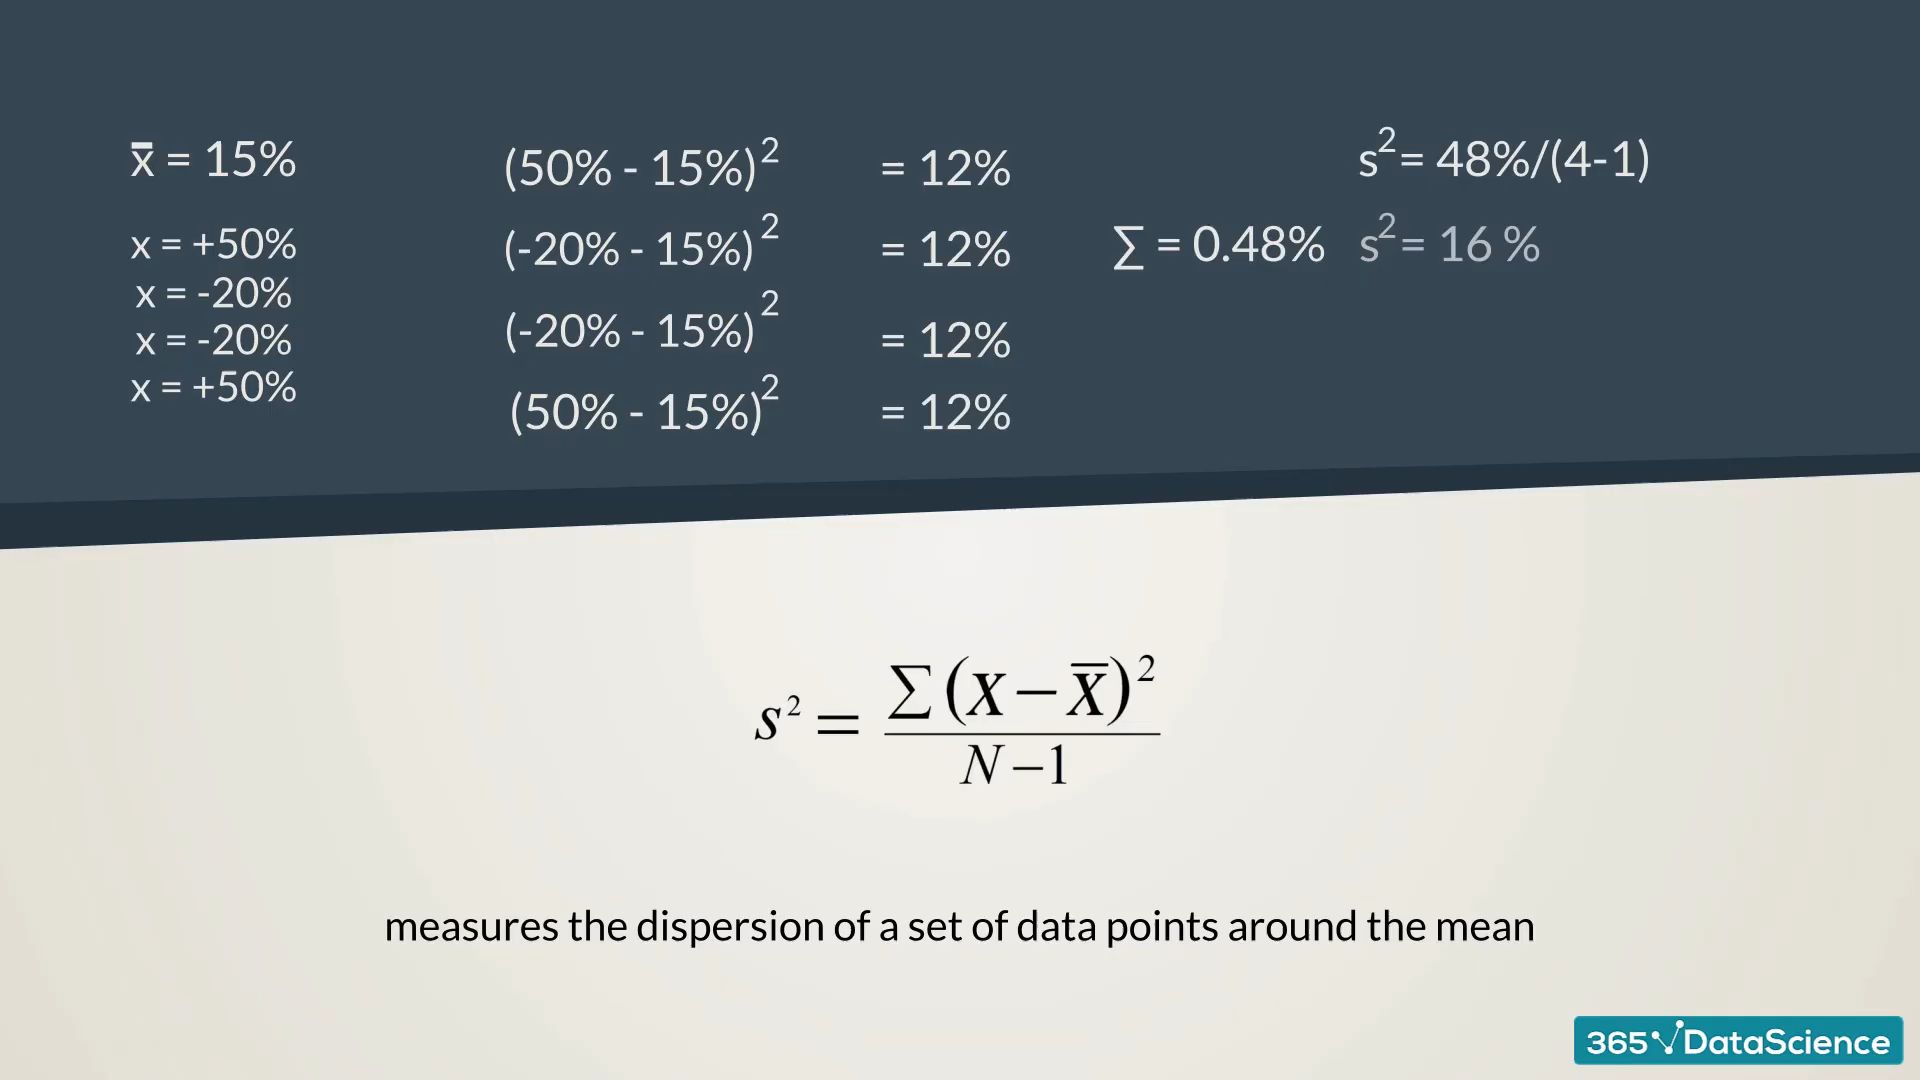 x̄ = 15%
x = +50%
x = -20%
x = -20%
x = +50%
(50% - 15%)² = 12%
(-20% - 15%)² = 12%
(-20% - 15%)² = 12%
(50% - 15%)² = 12%
∑ = 0.48%
s² = 48%/(4-1)
s² = 16 %
s² = ∑(X − X̄)² / N − 1
measures the dispersion of a set of data points around the mean
365 DataScience